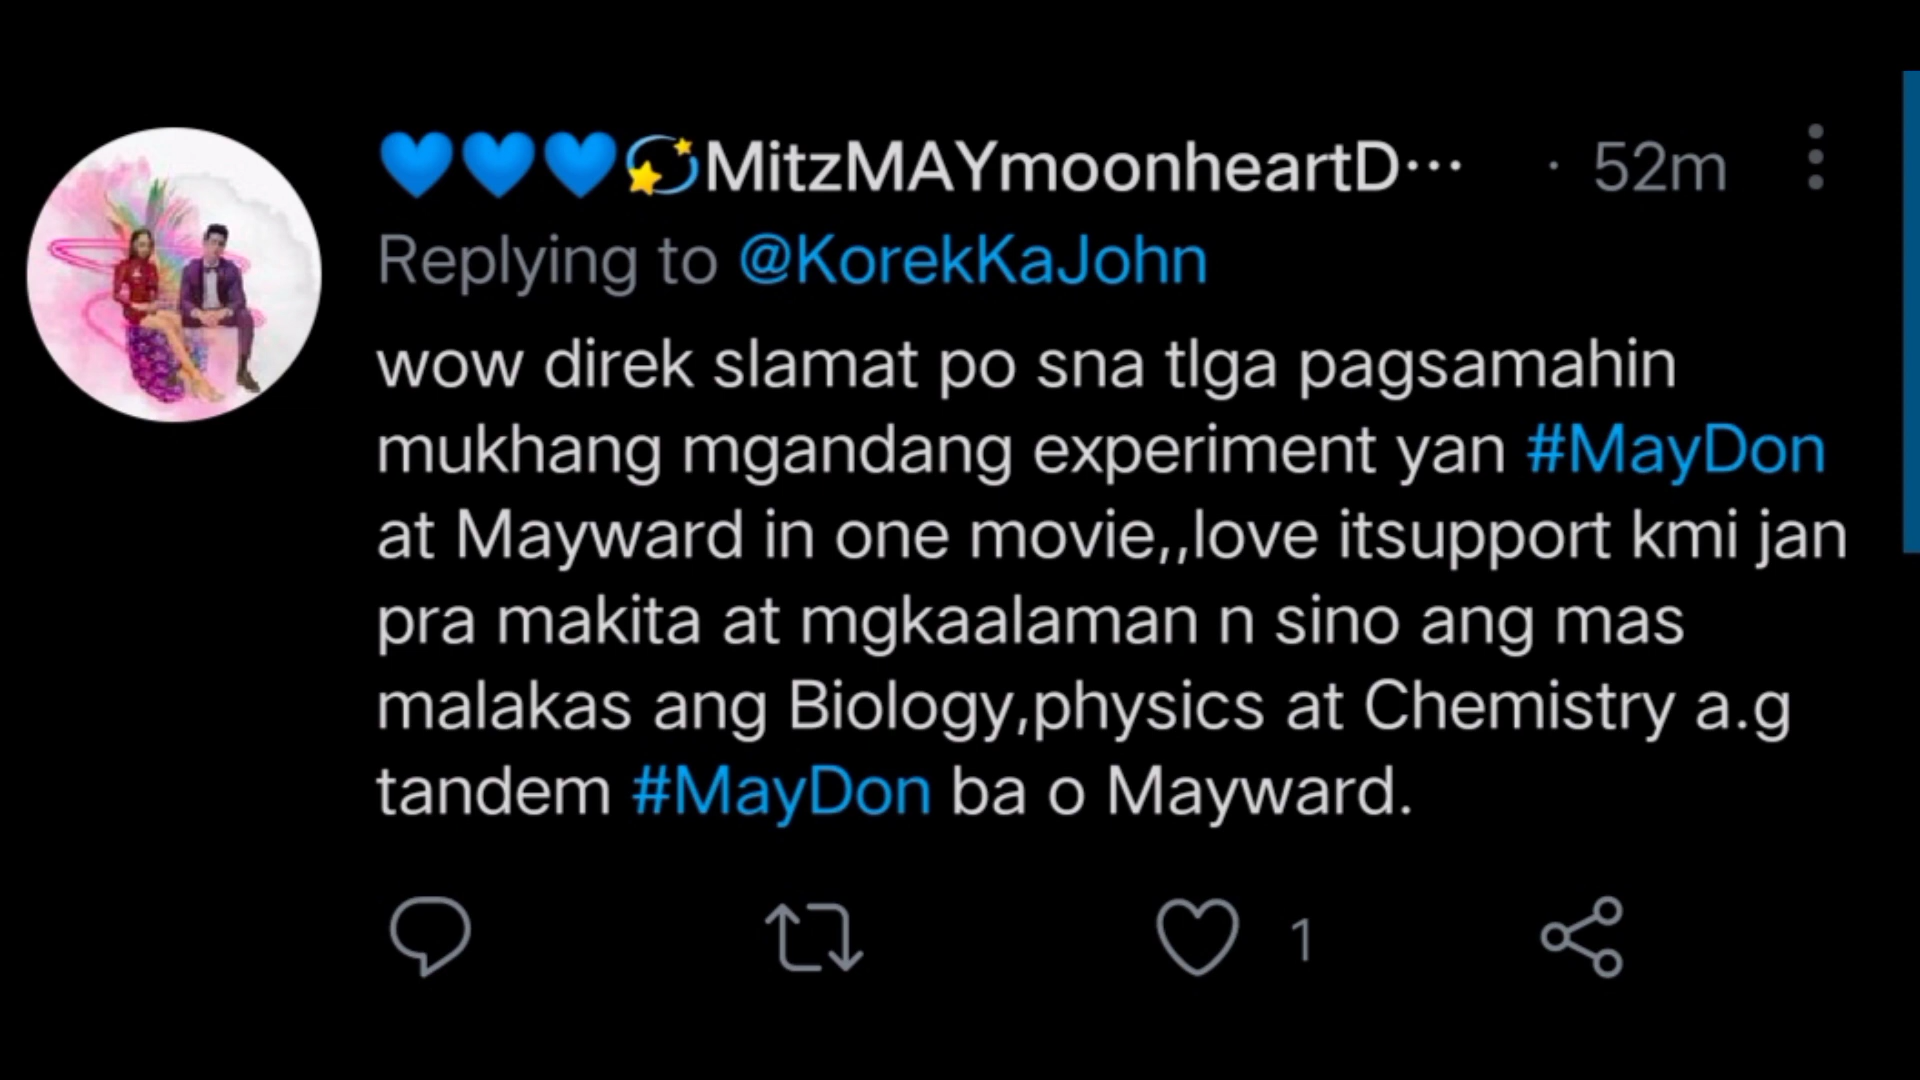 💙💙💙💫MitzMAYmoonheartD... · 52m
Replying to @KorekKaJohn
wow direk slamat po sna tlga pagsamahin
mukhang mgandang experiment yan #MayDon
at Mayward in one movie,,love itsupport kmi jan
pra makita at mgkaalaman n sino ang mas
malakas ang Biology,physics at Chemistry a.g
tandem #MayDon ba o Mayward.
1